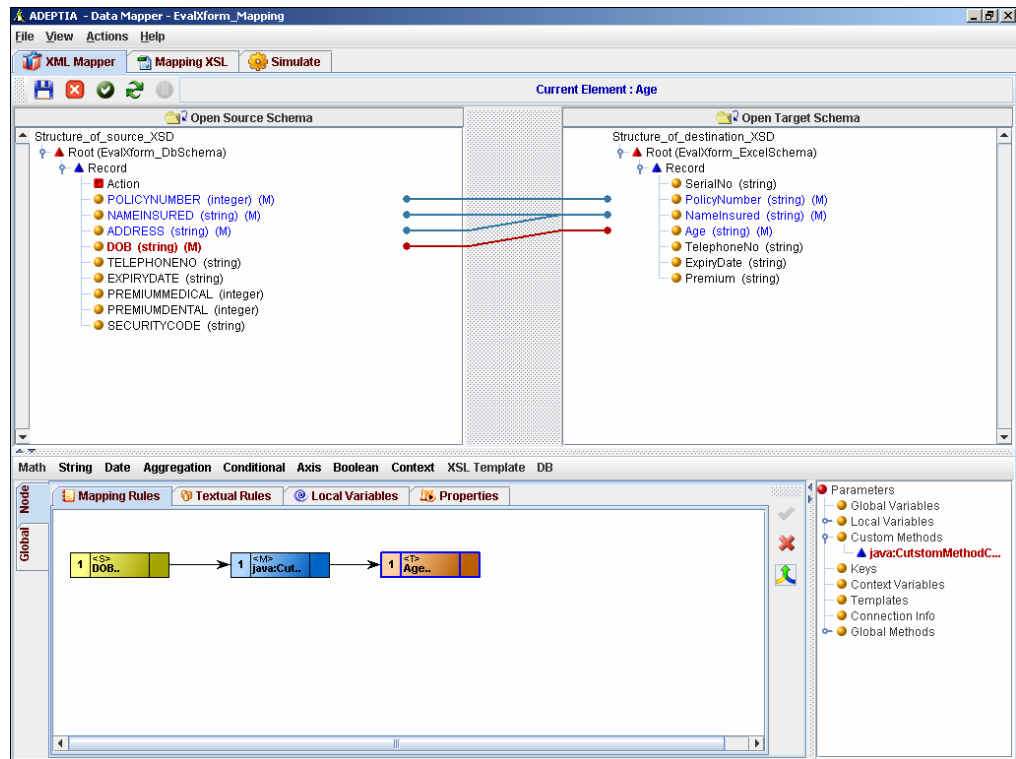 ADEPTIA - Data Mapper - EvalXform_Mapping
File View Actions Help
XML Mapper Mapping XSL Simulate
Current Element : Age
Open Source Schema
Structure_of_source_XSD
Root (EvalXform_DbSchema)
Record
Action
POLICYNUMBER (integer) (M)
NAMEINSURED (string) (M)
ADDRESS (string) (M)
DOB (string) (M)
TELEPHONENO (string)
EXPIRYDATE (string)
PREMIUMMEDICAL (integer)
PREMIUMDENTAL (integer)
SECURITYCODE (string)
Open Target Schema
Structure_of_destination_XSD
Root (EvalXform_ExcelSchema)
Record
SerialNo (string)
PolicyNumber (string) (M)
NameInsured (string) (M)
Age (string) (M)
TelephoneNo (string)
ExpiryDate (string)
Premium (string)
Math String Date Aggregation Conditional Axis Boolean Context XSL Template DB
Node
Global
Mapping Rules Textual Rules Local Variables Properties
1 <S> DOB..
1 <M> java:Cut..
1 <T> Age..
Parameters
Global Variables
Local Variables
Custom Methods
java:CutstomMethodC...
Keys
Context Variables
Templates
Connection Info
Global Methods